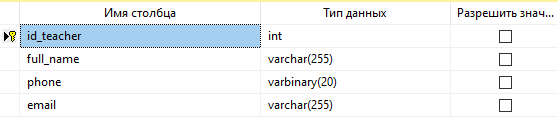 Имя столбца Тип данных Разрешить знач...
id_teacher int
full_name varchar(255)
phone varbinary(20)
email varchar(255)